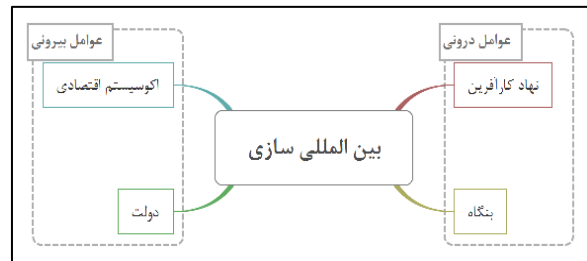 عوامل درونی
عوامل بیرونی
نهاد کارآفرین
اکوسیستم اقتصادی
بین المللی سازی
بنگاه
دولت